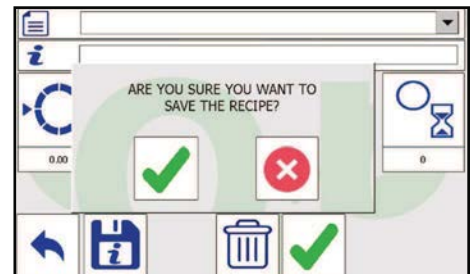 i
ARE YOU SURE YOU WANT TO
SAVE THE RECIPE?
0.00
0
i